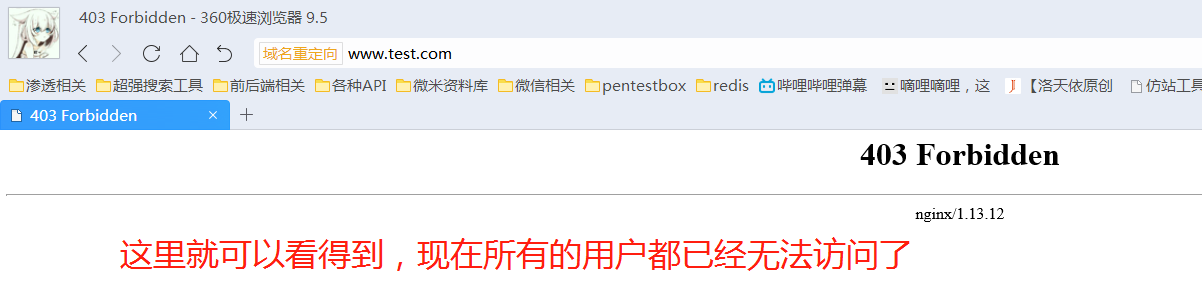 403 Forbidden - 360极速浏览器 9.5
域名重定向 www.test.com
渗透相关 超强搜索工具 前后端相关 各种API 微米资料库 微信相关 pentestbox redis 哔哩哔哩弹幕 嘀哩嘀哩，这 【洛天依原创 仿站工具
403 Forbidden
403 Forbidden
nginx/1.13.12
这里就可以看得到，现在所有的用户都已经无法访问了